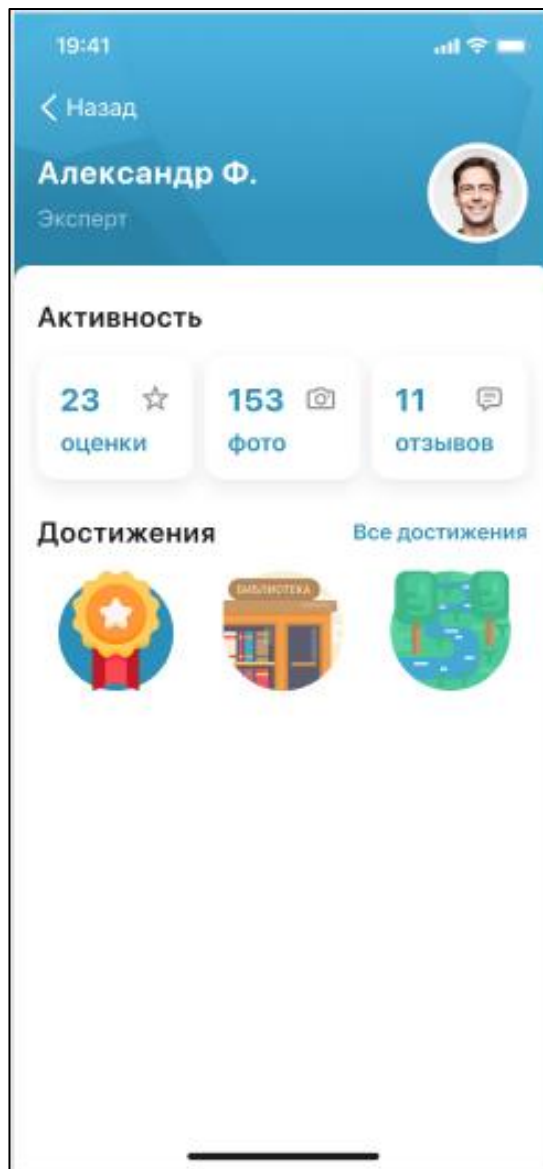 19:41
Назад
Александр Ф.
Эксперт
Активность
23 153 11
оценки фото отзывов
Достижения Все достижения
БИБЛИОТЕКА